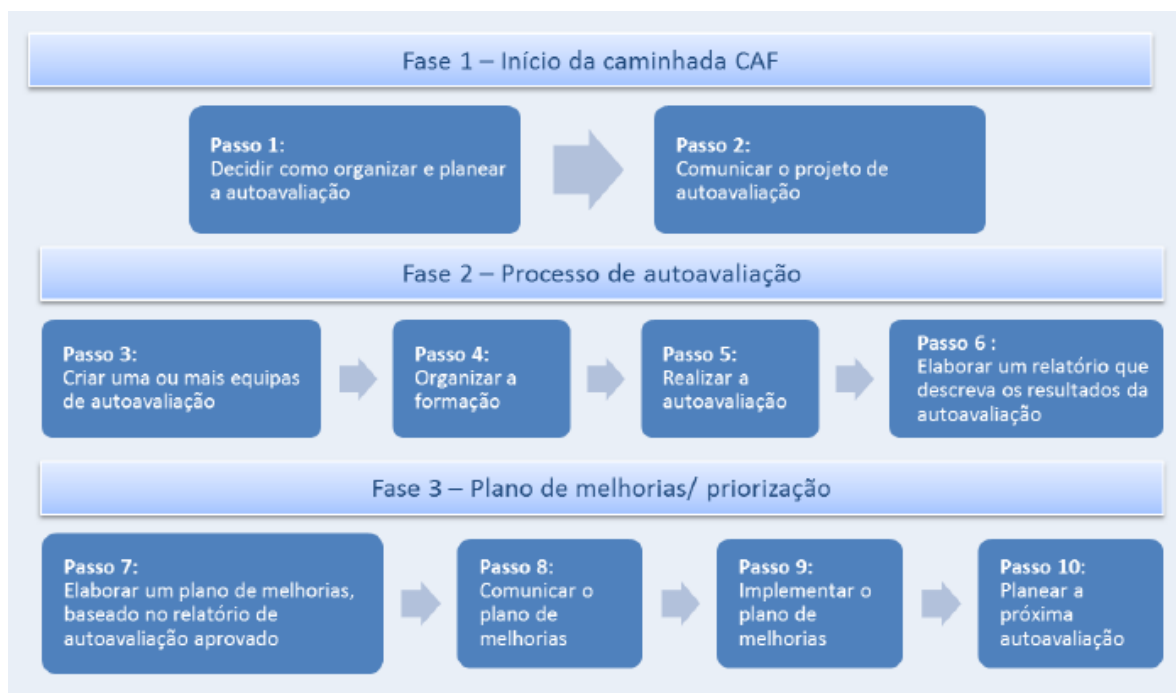 Fase 1 – Início da caminhada CAF
Passo 1:
Decidir como organizar e planear
a autoavaliação
Passo 2:
Comunicar o projeto de
autoavaliação
Fase 2 – Processo de autoavaliação
Passo 3:
Criar uma ou mais equipas
de autoavaliação
Passo 4:
Organizar a
formação
Passo 5:
Realizar a
autoavaliação
Passo 6 :
Elaborar um relatório que
descreva os resultados da
autoavaliação
Fase 3 – Plano de melhorias/ priorização
Passo 7:
Elaborar um plano de melhorias,
baseado no relatório de
autoavaliação aprovado
Passo 8:
Comunicar o
plano de
melhorias
Passo 9:
Implementar o
plano de
melhorias
Passo 10:
Planear a
próxima
autoavaliação